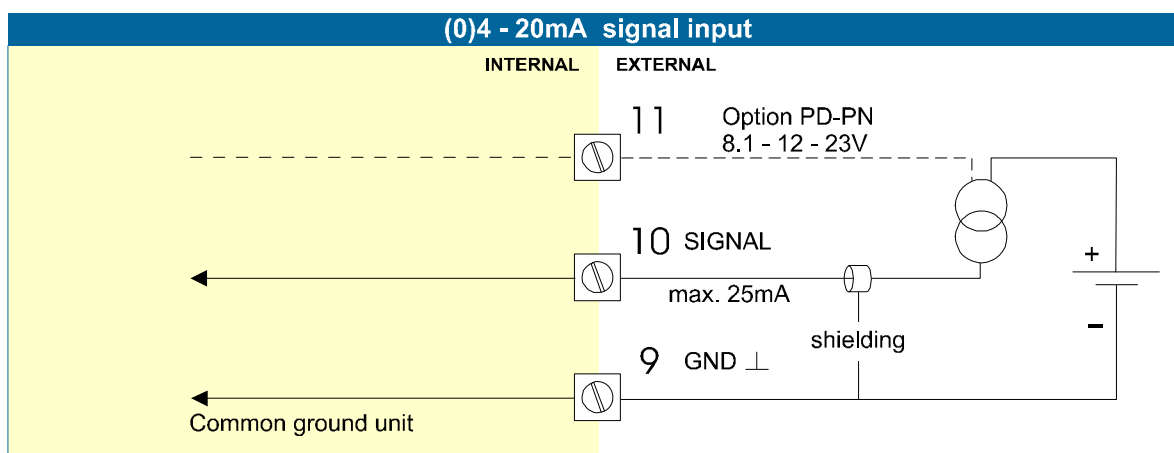 (0)4 - 20mA signal input
INTERNAL EXTERNAL
11 Option PD-PN
8.1 - 12 - 23V
10 SIGNAL
+
max. 25mA
shielding
-
9 GND ⊥
Common ground unit